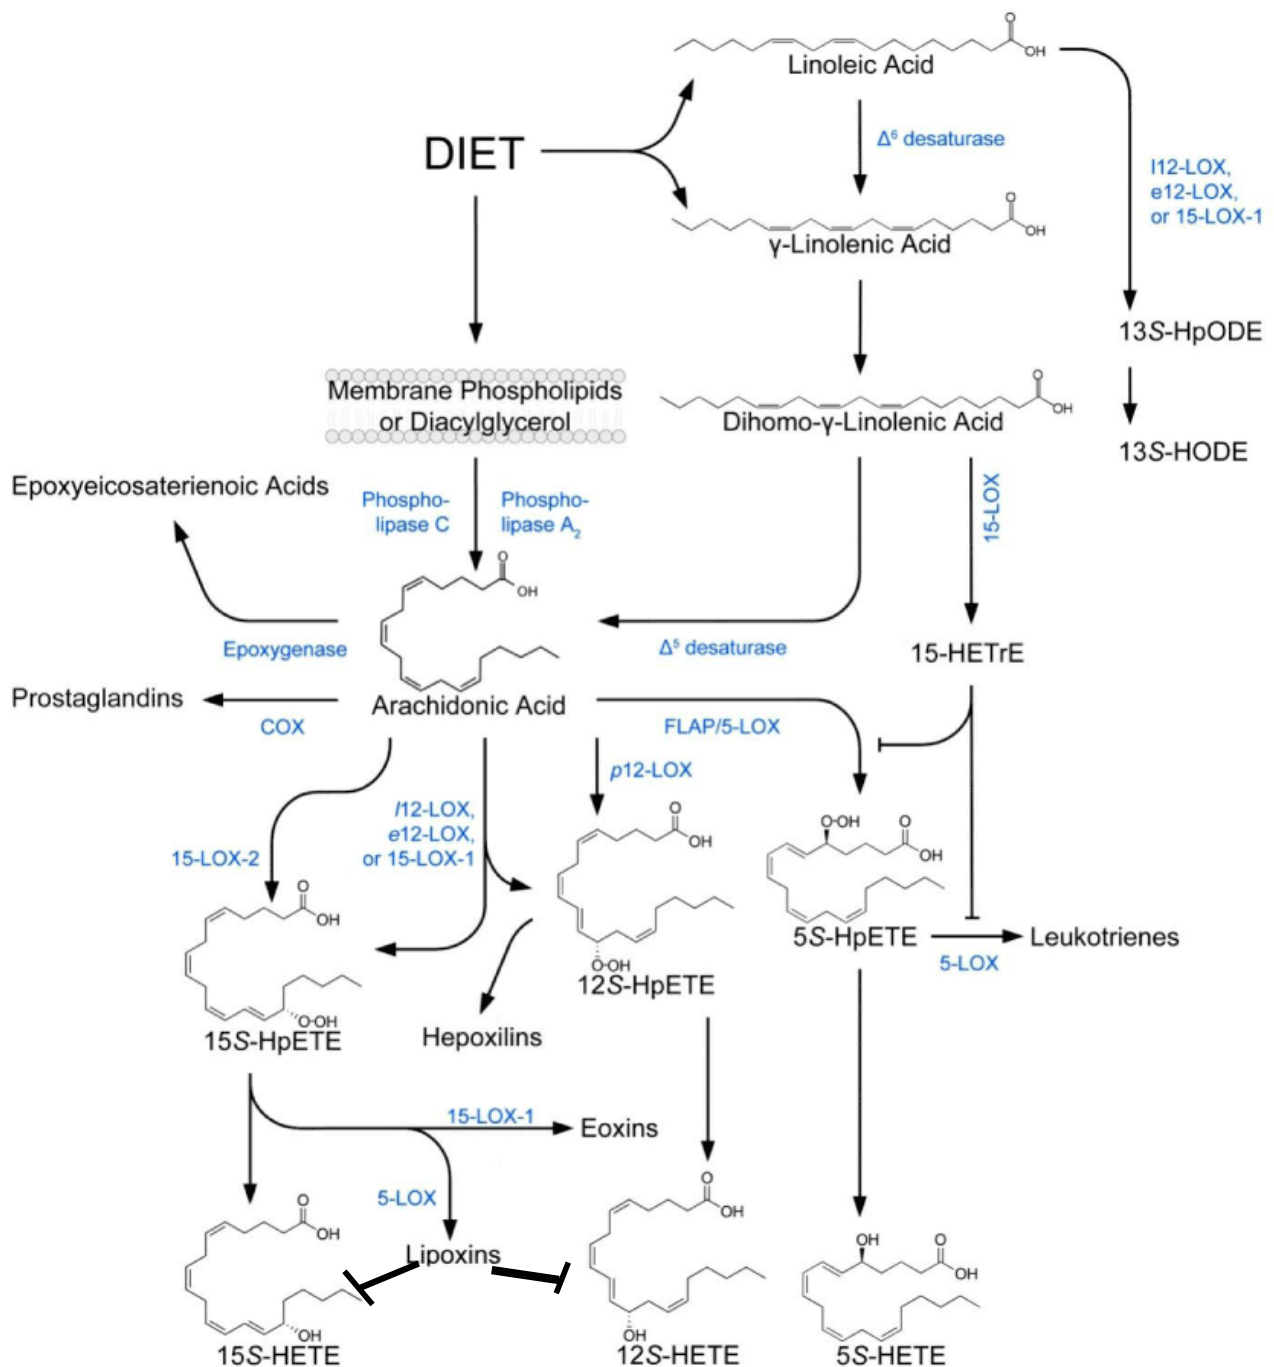 O
OH
Linoleic Acid
DIET
Δ⁶ desaturase
l12-LOX,
e12-LOX,
or 15-LOX-1
O
OH
γ-Linolenic Acid
13S-HpODE
Membrane Phospholipids
or Diacylglycerol
O
OH
Dihomo-γ-Linolenic Acid
13S-HODE
Epoxyeicosaterienoic Acids
Phospho-
lipase C
Phospho-
lipase A₂
15-LOX
O
OH
Epoxygenase
Δ⁵ desaturase
15-HETrE
Prostaglandins
COX
Arachidonic Acid
FLAP/5-LOX
p12-LOX
l12-LOX,
e12-LOX,
or 15-LOX-1
15-LOX-2
O
OH
O-OH
12S-HpETE
O-OH
O
OH
5S-HpETE
5-LOX
Leukotrienes
O
OH
O-OH
15S-HpETE
Hepoxilins
15-LOX-1
Eoxins
5-LOX
Lipoxins
O
OH
OH
15S-HETE
O
OH
OH
12S-HETE
OH
O
OH
5S-HETE